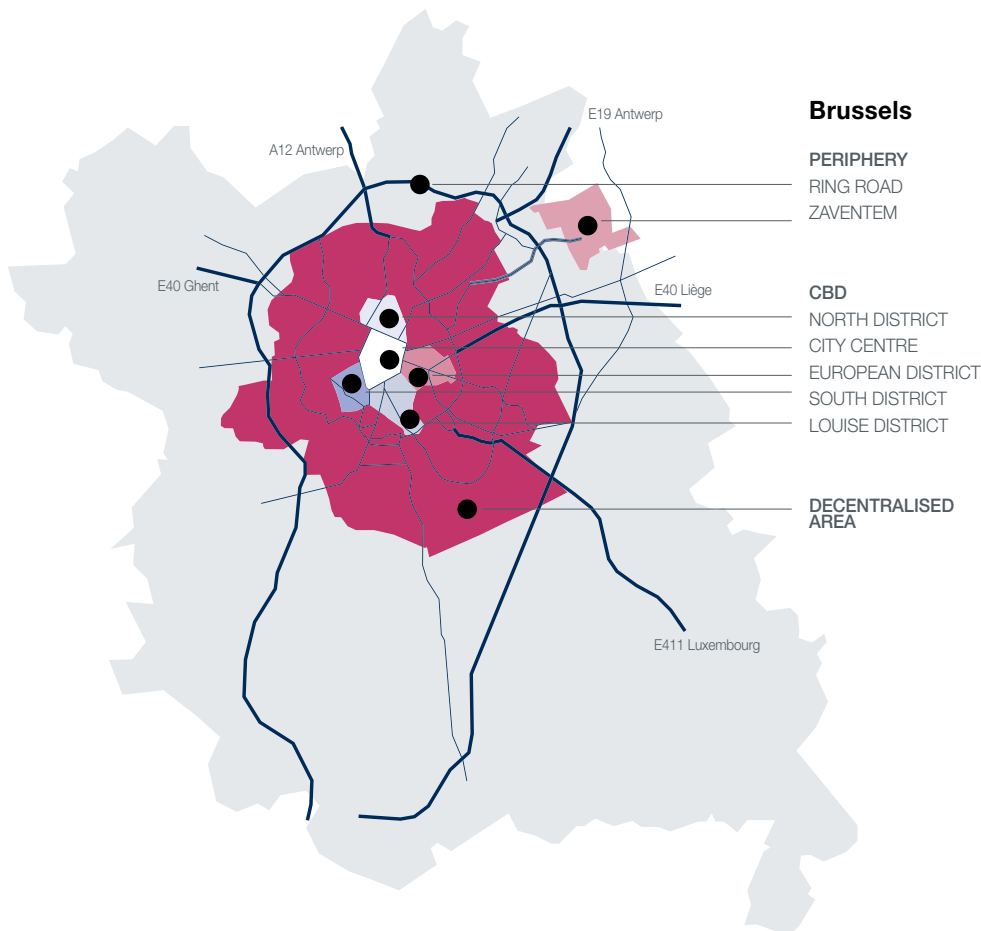 Brussels
E19 Antwerp
A12 Antwerp
PERIPHERY
RING ROAD
ZAVENTEM
E40 Ghent
E40 Liège
CBD
NORTH DISTRICT
CITY CENTRE
EUROPEAN DISTRICT
SOUTH DISTRICT
LOUISE DISTRICT
DECENTRALISED
AREA
E411 Luxembourg